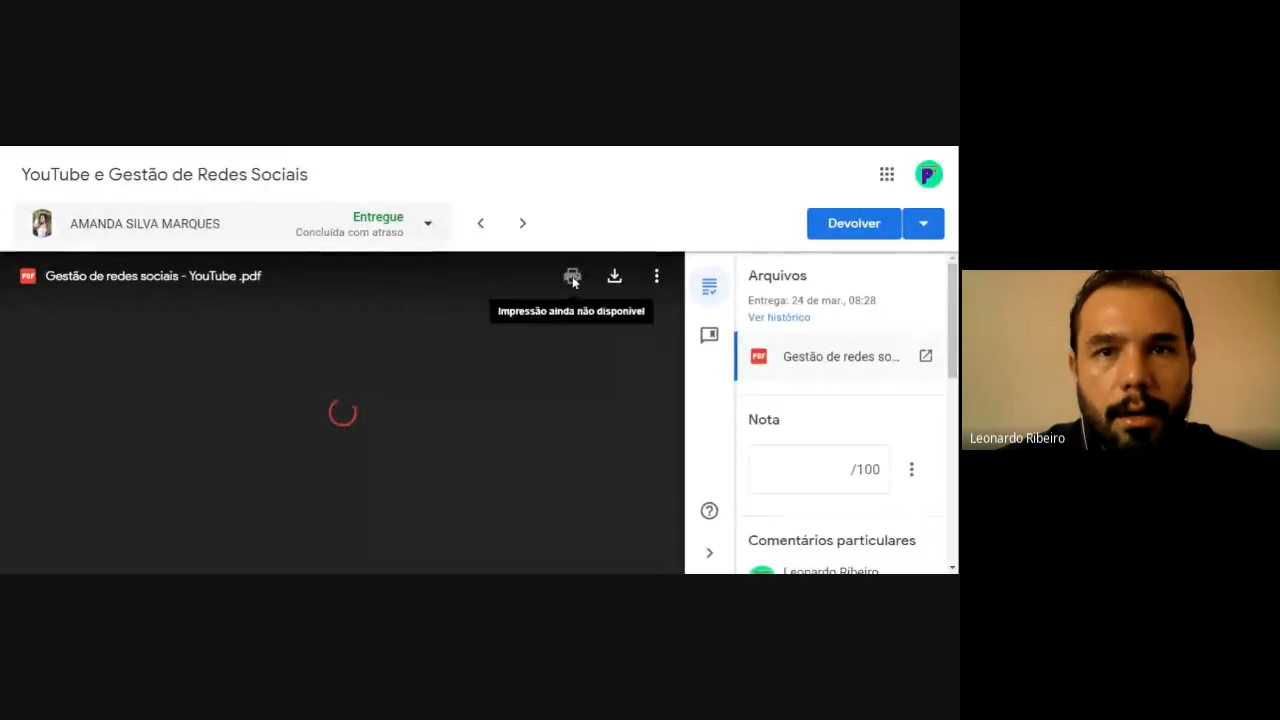 YouTube e Gestão de Redes Sociais
P
AMANDA SILVA MARQUES
Entregue
Concluída com atraso
Devolver
PDF Gestão de redes sociais - YouTube .pdf
Impressão ainda não disponível
Arquivos
Entrega: 24 de mar., 08:28
Ver histórico
PDF Gestão de redes so...
Nota
/100
Comentários particulares
Leonardo Ribeiro
Leonardo Ribeiro